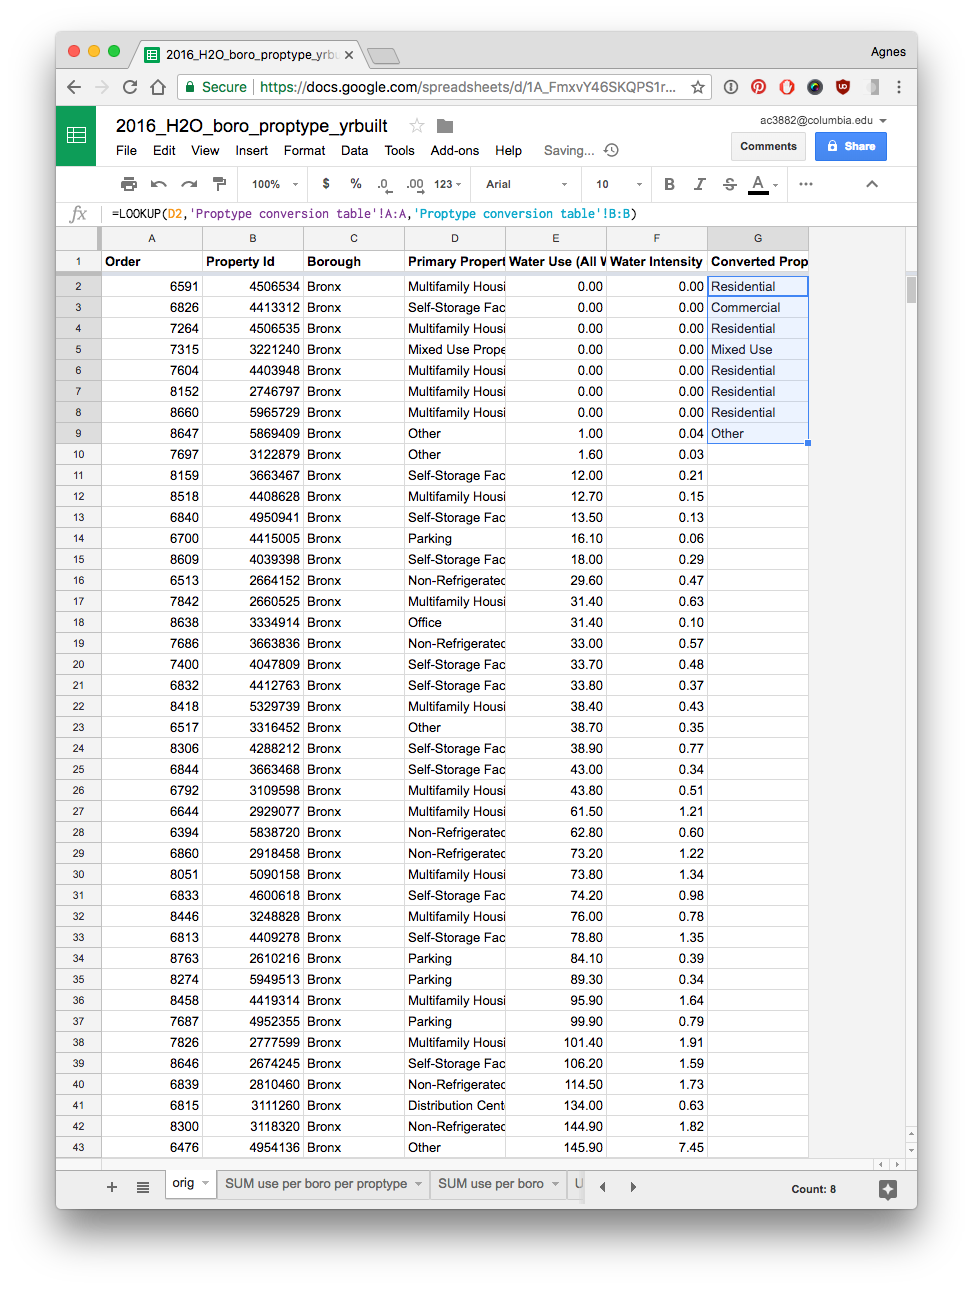 2016_H2O_boro_proptype_yrb
Agnes
Secure https://docs.google.com/spreadsheets/d/1A_FmxvY46SKQPS1r...
2016_H2O_boro_proptype_yrbuilt
ac3882@columbia.edu
File Edit View Insert Format Data Tools Add-ons Help Saving...
Comments Share
100% $ % .0 .00 123 Arial 10 B I S A ...
fx =LOOKUP(D2,'Proptype conversion table'!A:A,'Proptype conversion table'!B:B)
A B C D E F G
1 Order Property Id Borough Primary Propert Water Use (All W Water Intensity Converted Prop
2 6591 4506534 Bronx Multifamily Housi 0.00 0.00 Residential
3 6826 4413312 Bronx Self-Storage Fac 0.00 0.00 Commercial
4 7264 4506535 Bronx Multifamily Housi 0.00 0.00 Residential
5 7315 3221240 Bronx Mixed Use Prope 0.00 0.00 Mixed Use
6 7604 4403948 Bronx Multifamily Housi 0.00 0.00 Residential
7 8152 2746797 Bronx Multifamily Housi 0.00 0.00 Residential
8 8660 5965729 Bronx Multifamily Housi 0.00 0.00 Residential
9 8647 5869409 Bronx Other 1.00 0.04 Other
10 7697 3122879 Bronx Other 1.60 0.03
11 8159 3663467 Bronx Self-Storage Fac 12.00 0.21
12 8518 4408628 Bronx Multifamily Housi 12.70 0.15
13 6840 4950941 Bronx Self-Storage Fac 13.50 0.13
14 6700 4415005 Bronx Parking 16.10 0.06
15 8609 4039398 Bronx Self-Storage Fac 18.00 0.29
16 6513 2664152 Bronx Non-Refrigerated 29.60 0.47
17 7842 2660525 Bronx Multifamily Housi 31.40 0.63
18 8638 3334914 Bronx Office 31.40 0.10
19 7686 3663836 Bronx Non-Refrigerated 33.00 0.57
20 7400 4047809 Bronx Self-Storage Fac 33.70 0.48
21 6832 4412763 Bronx Self-Storage Fac 33.80 0.37
22 8418 5329739 Bronx Multifamily Housi 38.40 0.43
23 6517 3316452 Bronx Other 38.70 0.35
24 8306 4288212 Bronx Self-Storage Fac 38.90 0.77
25 6844 3663468 Bronx Self-Storage Fac 43.00 0.34
26 6792 3109598 Bronx Multifamily Housi 43.80 0.51
27 6644 2929077 Bronx Multifamily Housi 61.50 1.21
28 6394 5838720 Bronx Non-Refrigerated 62.80 0.60
29 6860 2918458 Bronx Non-Refrigerated 73.20 1.22
30 8051 5090158 Bronx Multifamily Housi 73.80 1.34
31 6833 4600618 Bronx Self-Storage Fac 74.20 0.98
32 8446 3248828 Bronx Multifamily Housi 76.00 0.78
33 6813 4409278 Bronx Self-Storage Fac 78.80 1.35
34 8763 2610216 Bronx Parking 84.10 0.39
35 8274 5949513 Bronx Parking 89.30 0.34
36 8458 4419314 Bronx Multifamily Housi 95.90 1.64
37 7687 4952355 Bronx Parking 99.90 0.79
38 7826 2777599 Bronx Multifamily Housi 101.40 1.91
39 8646 2674245 Bronx Self-Storage Fac 106.20 1.59
40 6839 2810460 Bronx Non-Refrigerated 114.50 1.73
41 6815 3111260 Bronx Distribution Cent 134.00 0.63
42 8300 3118320 Bronx Non-Refrigerated 144.90 1.82
43 6476 4954136 Bronx Other 145.90 7.45
orig SUM use per boro per proptype SUM use per boro U Count: 8